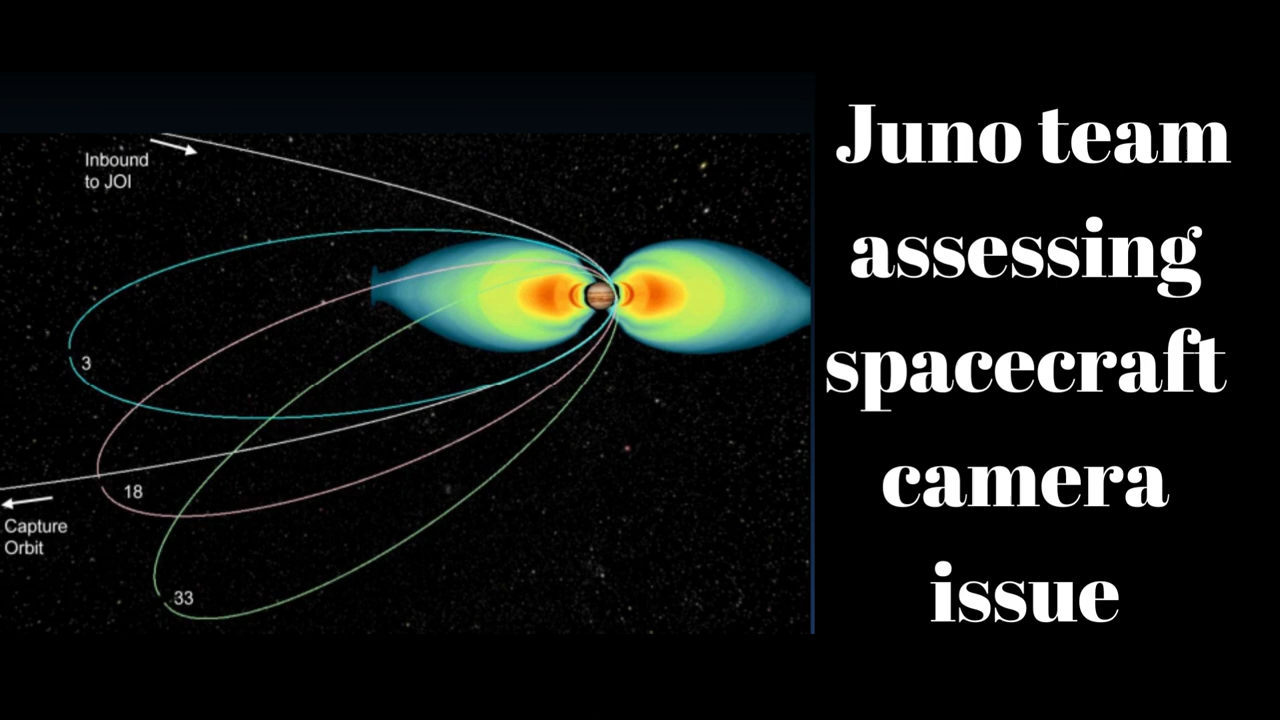 Inbound
to JOI
3
18
Capture
Orbit
33
Juno team
assessing
spacecraft
camera
issue